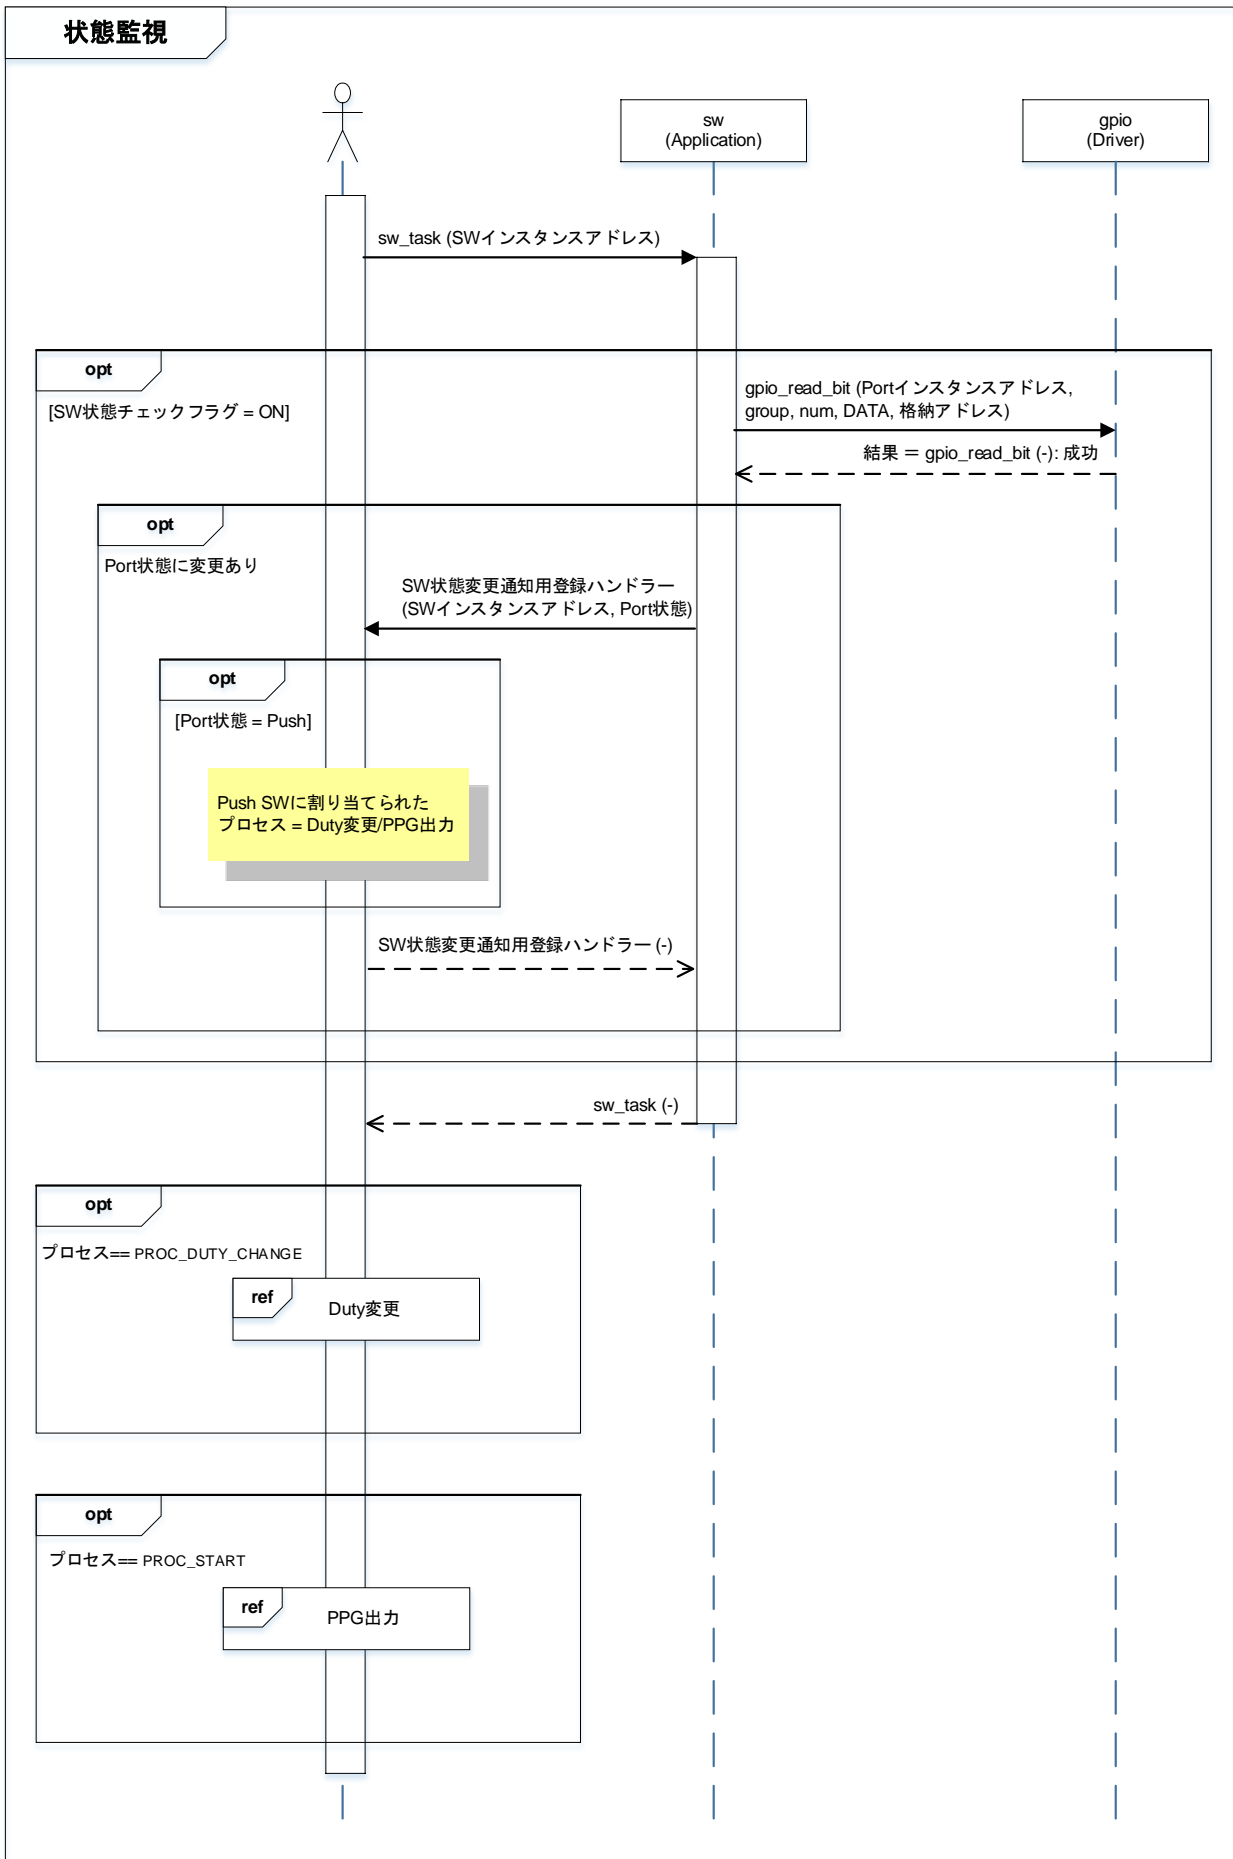 状態監視
sw
(Application)
gpio
(Driver)
sw_task (SWインスタンスアドレス)
opt
[SW状態チェックフラグ = ON]
gpio_read_bit (Portインスタンスアドレス,
group, num, DATA, 格納アドレス)
結果 = gpio_read_bit (-): 成功
opt
Port状態に変更あり
SW状態変更通知用登録ハンドラー
(SWインスタンスアドレス, Port状態)
opt
[Port状態 = Push]
Push SWに割り当てられた
プロセス = Duty変更/PPG出力
SW状態変更通知用登録ハンドラー (-)
sw_task (-)
opt
プロセス== PROC_DUTY_CHANGE
ref
Duty変更
opt
プロセス== PROC_START
ref
PPG出力